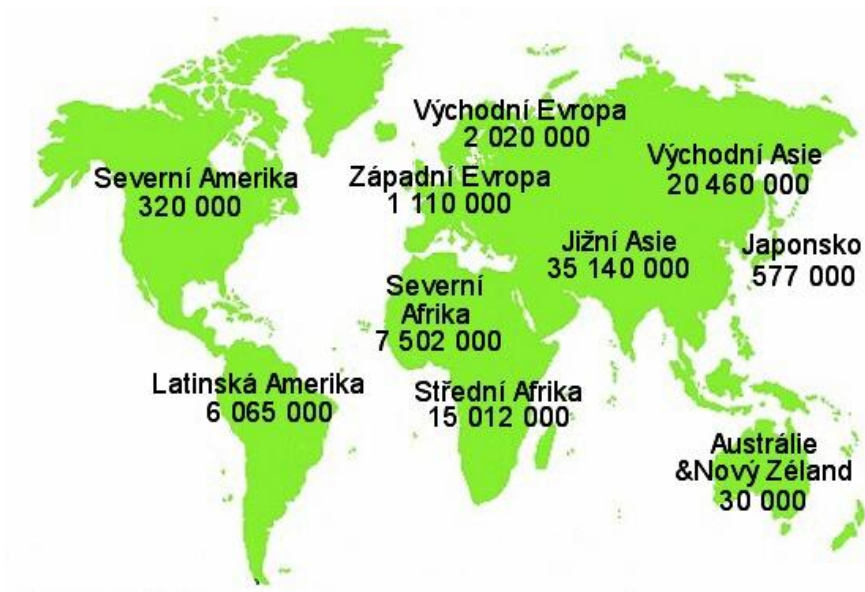 Východní Evropa
2 020 000
Východní Asie
20 460 000
Severní Amerika
320 000
Západní Evropa
1 110 000
Jižní Asie
35 140 000
Japonsko
577 000
Severní
Afrika
7 502 000
Latinská Amerika
6 065 000
Střední Afrika
15 012 000
Austrálie
&Nový Zéland
30 000